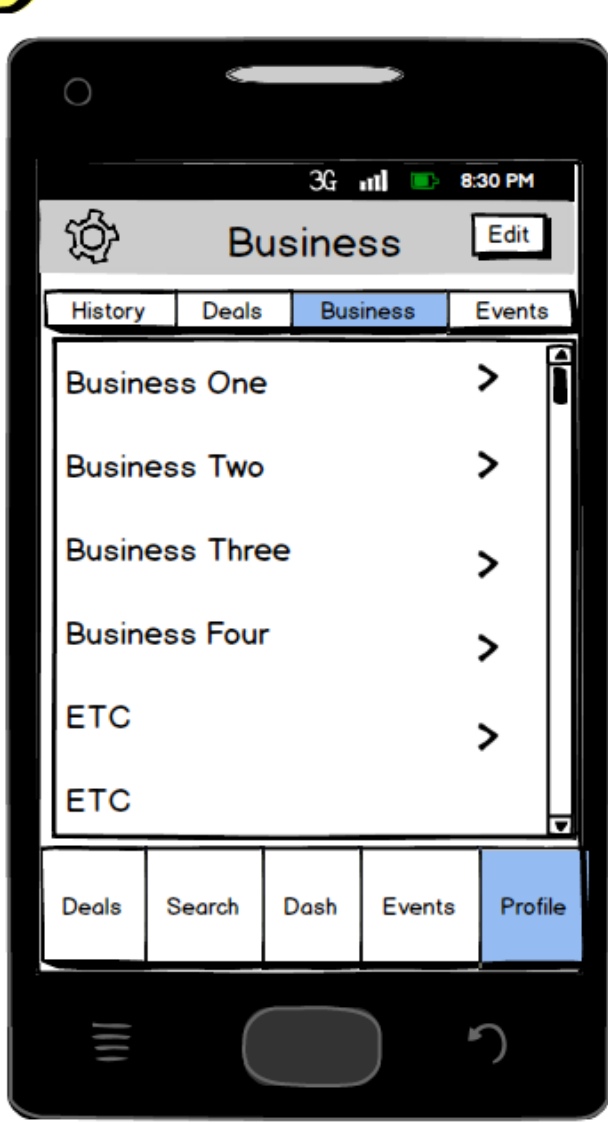 3G 8:30 PM
Business Edit
History Deals Business Events
Business One >
Business Two >
Business Three >
Business Four >
ETC >
ETC
Deals Search Dash Events Profile